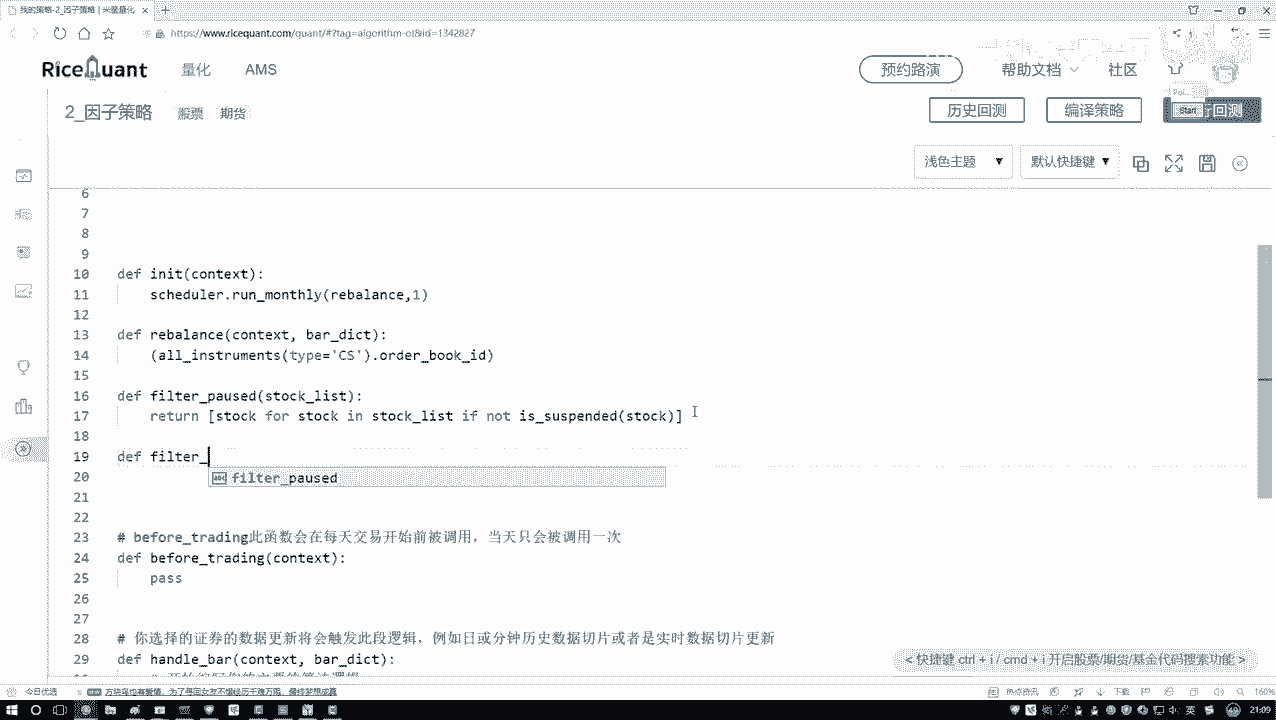 我的策略-2_因子策略 | 米筐量化
https://www.ricequant.com/quant/#?tag=algorithm-ol&id=1342827
RiceQuant 量化 AMS 预约路演 帮助文档 社区
2_因子策略 股票 期货 历史回测 编译策略 Start 回测
浅色主题 默认快捷键
6
7
8
9
10 def init(context):
11 scheduler.run_monthly(rebalance,1)
12
13 def rebalance(context, bar_dict):
14 (all_instruments(type='CS').order_book_id)
15
16 def filter_paused(stock_list):
17 return [stock for stock in stock_list if not is_suspended(stock)]
18
19 def filter_
20 filter_paused
21
22
23 # before_trading此函数会在每天交易开始前被调用，当天只会被调用一次
24 def before_trading(context):
25 pass
26
27
28 # 你选择的证券的数据更新将会触发此段逻辑，例如日或分钟历史数据切片或者是实时数据切片更新
29 def handle_bar(context, bar_dict):
< 快捷键 ctrl + i / cmd + i 开启股票/期货/基金代码搜索功能 >
今日优选 热点资讯 下载 160%
英 21:09